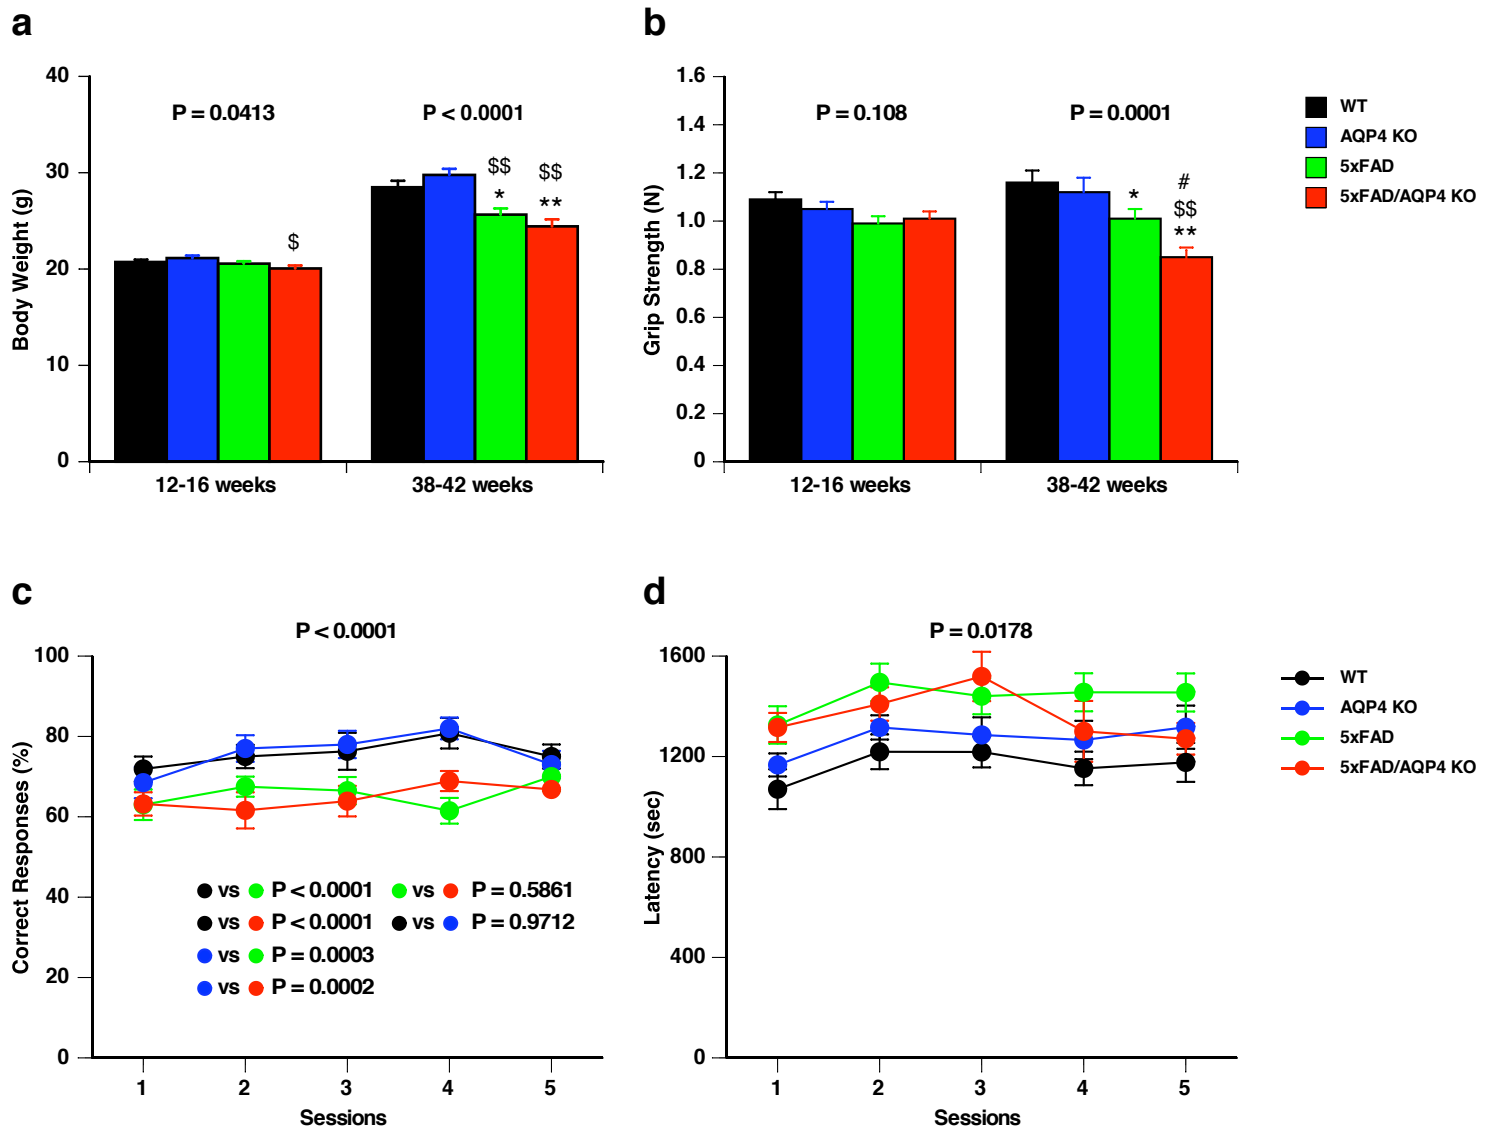 a
b
40
30
20
10
0
Body Weight (g)
P = 0.0413
P < 0.0001
$
$$
*
$$
**
12-16 weeks
38-42 weeks
1.6
1.4
1.2
1.0
0.8
0.6
0.4
0.2
0
Grip Strength (N)
P = 0.108
P = 0.0001
*
#
$$
**
12-16 weeks
38-42 weeks
WT
AQP4 KO
5xFAD
5xFAD/AQP4 KO
c
d
P < 0.0001
100
80
60
40
20
0
Correct Responses (%)
vs P < 0.0001 vs P = 0.5861
vs P < 0.0001 vs P = 0.9712
vs P = 0.0003
vs P = 0.0002
1 2 3 4 5
Sessions
P = 0.0178
1600
1200
800
400
0
Latency (sec)
1 2 3 4 5
Sessions
WT
AQP4 KO
5xFAD
5xFAD/AQP4 KO